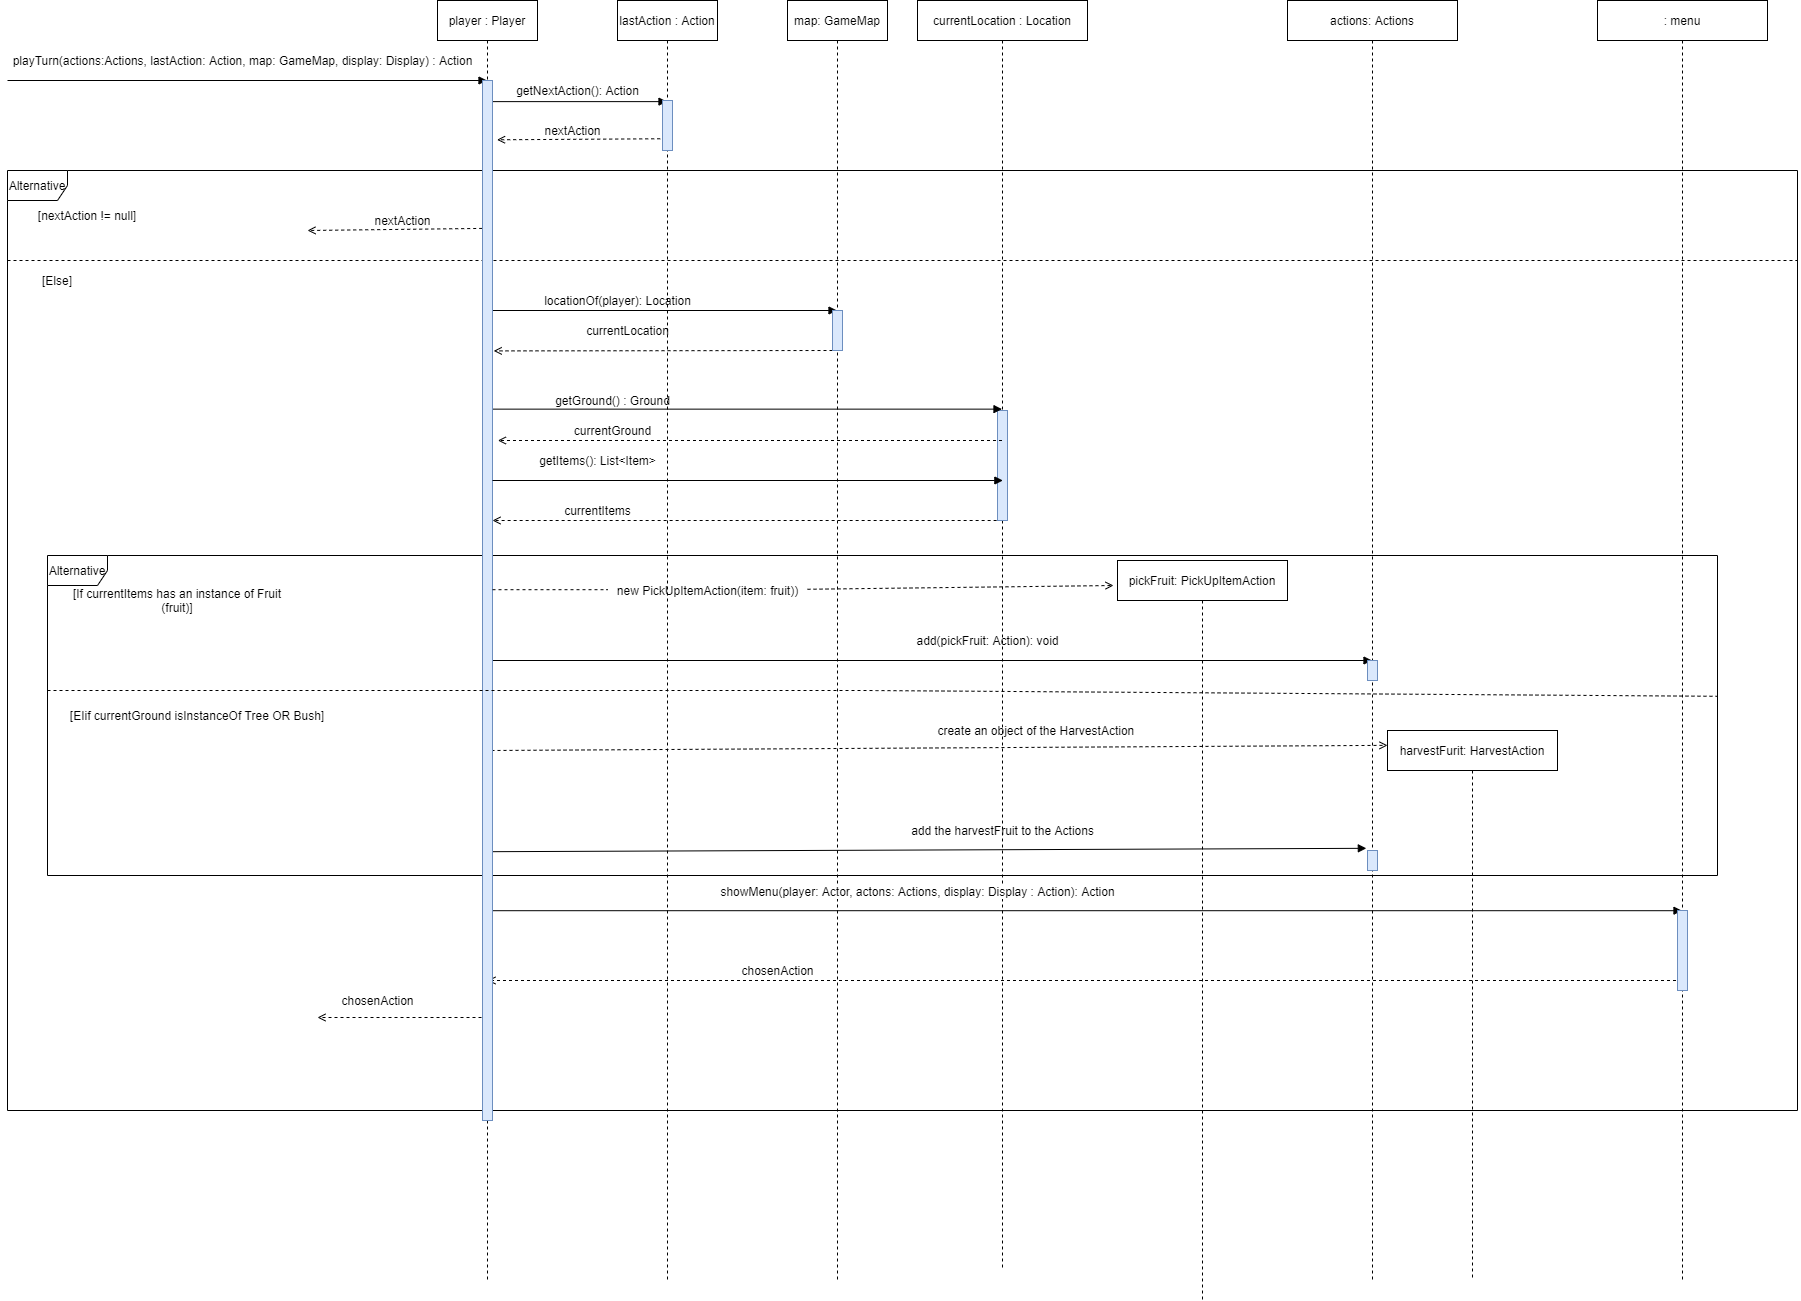 player : Player
lastAction : Action
map: GameMap
currentLocation : Location
actions: Actions
: menu
playTurn(actions:Actions, lastAction: Action, map: GameMap, display: Display) : Action
getNextAction(): Action
nextAction
Alternative
[nextAction != null]
nextAction
[Else]
locationOf(player): Location
currentLocation
getGround() : Ground
currentGround
getItems(): List<Item>
currentItems
Alternative
[If currentItems has an instance of Fruit
(fruit)]
new PickUpItemAction(item: fruit))
pickFruit: PickUpItemAction
add(pickFruit: Action): void
[Elif currentGround isInstanceOf Tree OR Bush]
create an object of the HarvestAction
harvestFurit: HarvestAction
add the harvestFruit to the Actions
showMenu(player: Actor, actons: Actions, display: Display : Action): Action
chosenAction
chosenAction